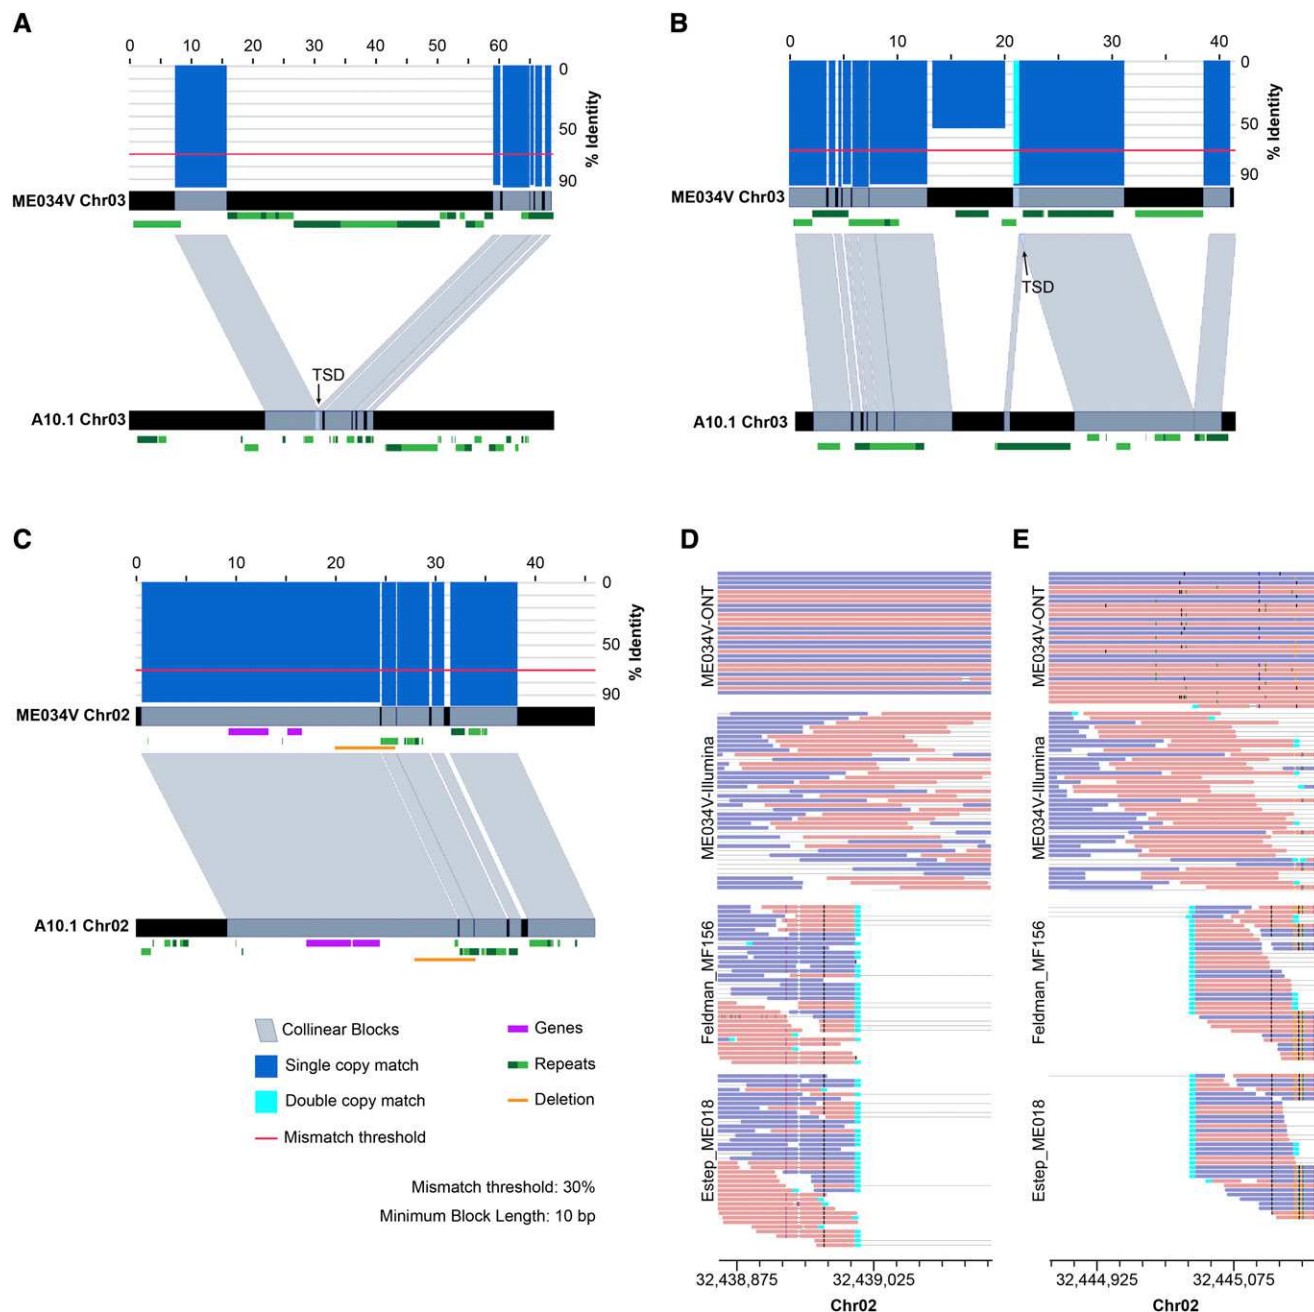 A
0 10 20 30 40 50 60
0
50
90
% Identity
ME034V Chr03
TSD
A10.1 Chr03
B
0 10 20 30 40
0
50
90
% Identity
ME034V Chr03
TSD
A10.1 Chr03
C
0 10 20 30 40
0
50
90
% Identity
ME034V Chr02
A10.1 Chr02
Collinear Blocks
Single copy match
Double copy match
Mismatch threshold
Genes
Repeats
Deletion
Mismatch threshold: 30%
Minimum Block Length: 10 bp
D
ME034V-ONT
ME034V-Illumina
Feldman_MF156
Estep_ME018
32,438,875 32,439,025
Chr02
E
ME034V-ONT
ME034V-Illumina
Feldman_MF156
Estep_ME018
32,444,925 32,445,075
Chr02